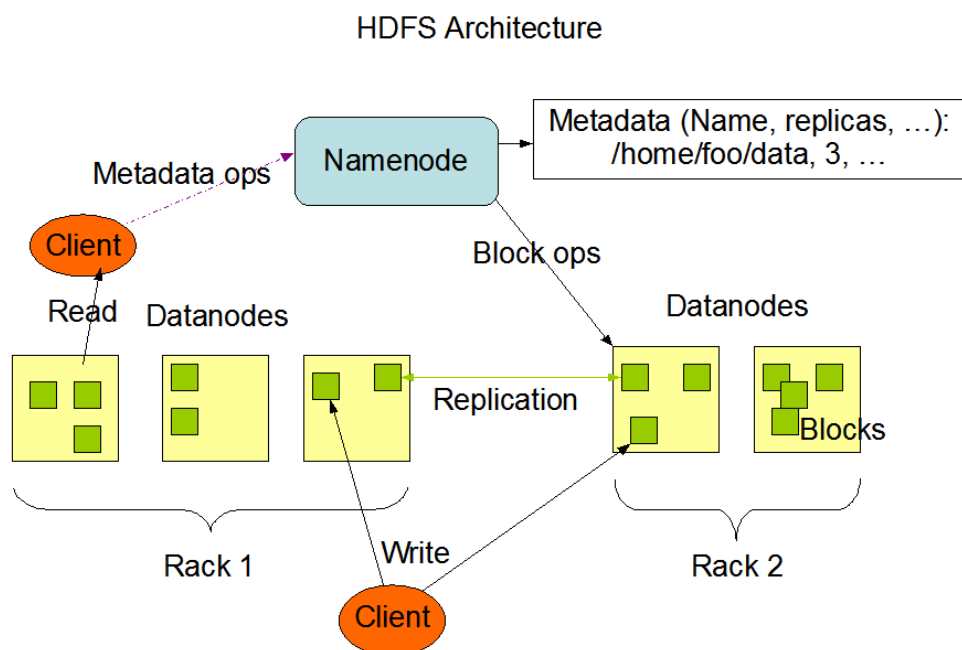 HDFS Architecture
Metadata (Name, replicas, …):
/home/foo/data, 3, …
Namenode
Metadata ops
Client
Block ops
Read
Datanodes
Datanodes
Replication
Blocks
Rack 1
Write
Rack 2
Client